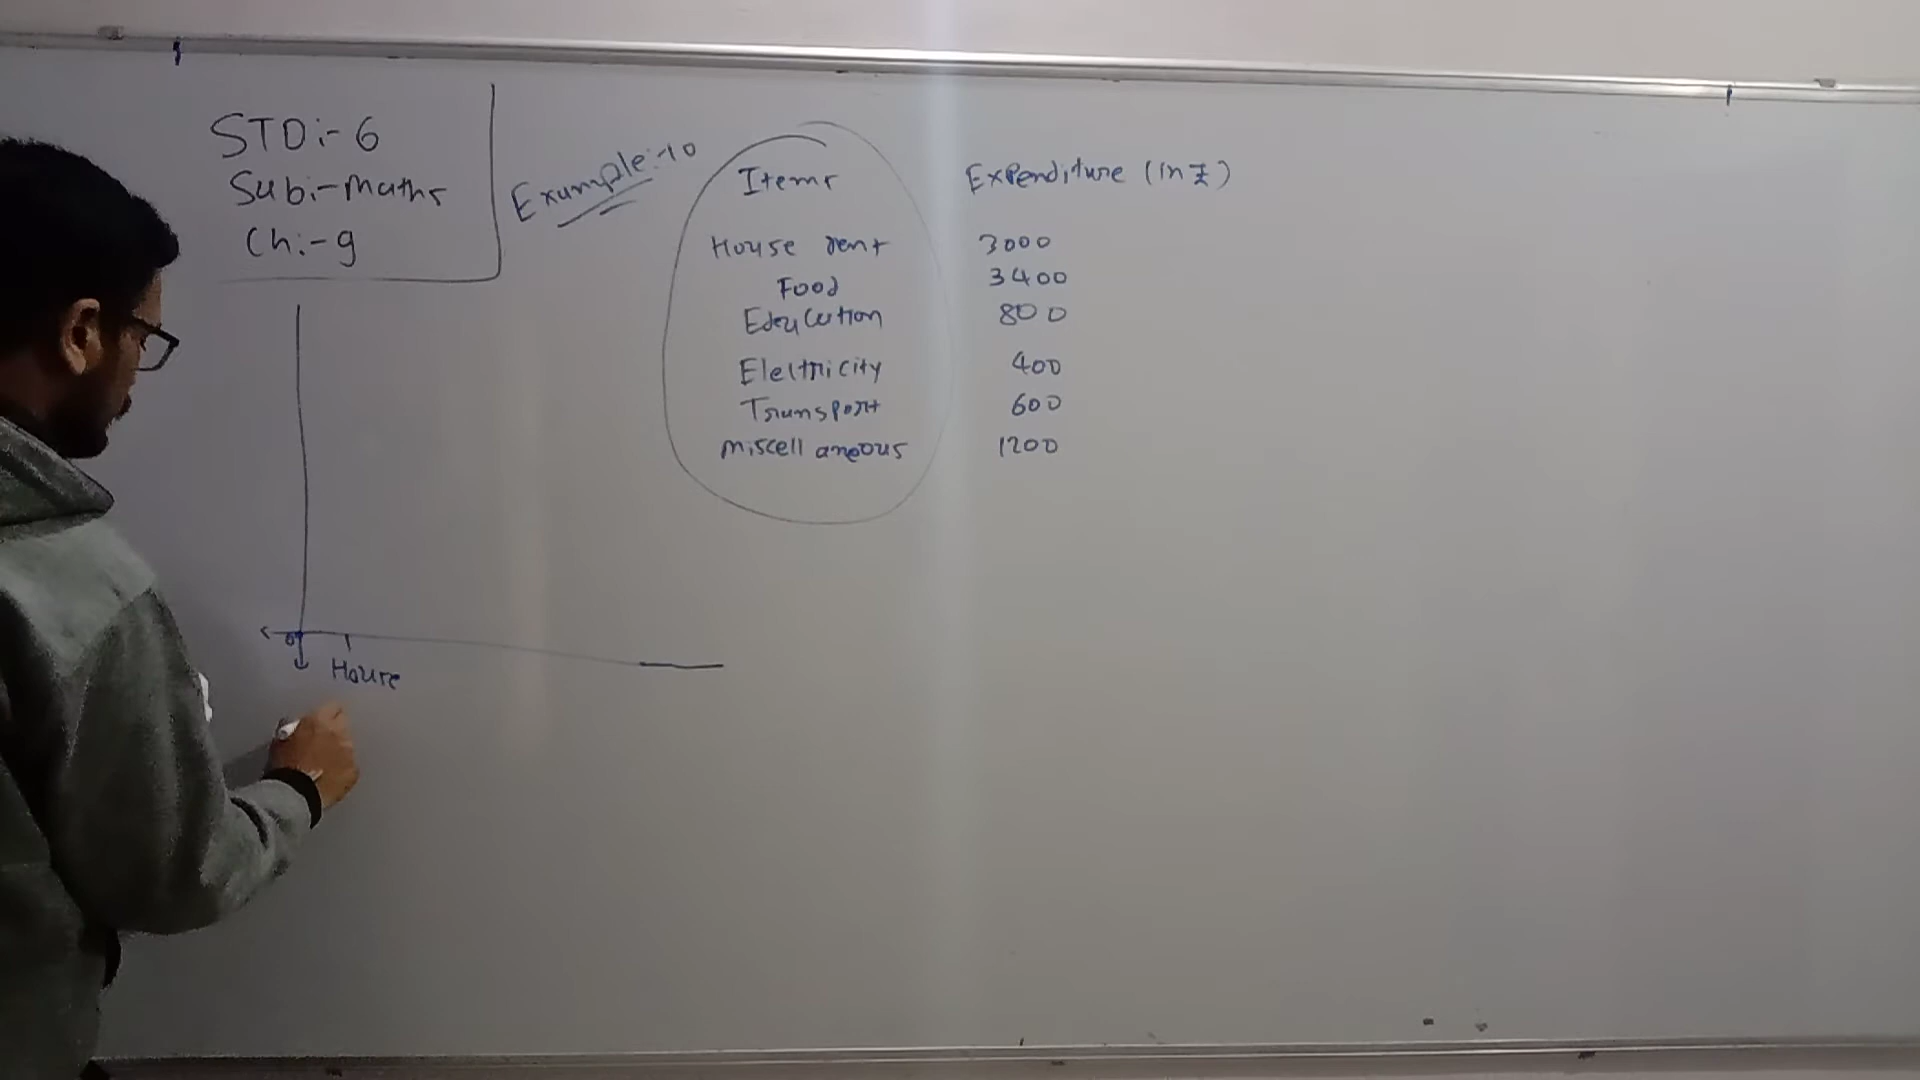 STD:- 6
Sub:- Maths
Ch:- 9
Example:-10
Items Expenditure (in ₹)
House rent 3000
Food 3400
Education 800
Electricity 400
Transport 600
miscellaneous 1200
0
House